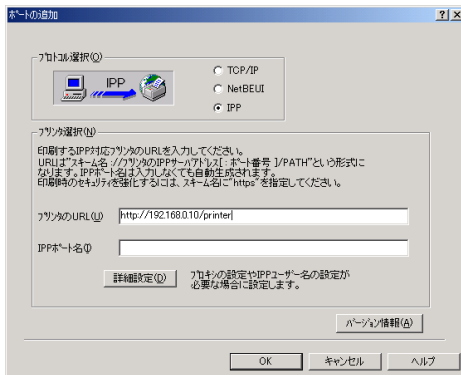 ポートの追加
プロトコル選択(O)
IPP
TCP/IP
NetBEUI
IPP
プリンタ選択(N)
印刷するIPP対応プリンタのURLを入力してください。
URLは"スキーム名://プリンタのIPPサーバアドレス[:ポート番号]/PATH"という形式に
なります。IPPポート名は入力しなくても自動生成されます。
印刷時のセキュリティを強化するには、スキーム名に"https"を指定してください。
プリンタのURL(U) http://192.168.0.10/printer
IPPポート名(I)
詳細設定(D) プロキシの設定やIPPユーザー名の設定が
必要な場合に設定します。
バージョン情報(A)
OK キャンセル ヘルプ